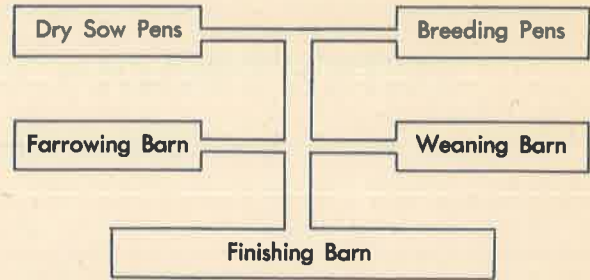 Dry Sow Pens
Breeding Pens
Farrowing Barn
Weaning Barn
Finishing Barn